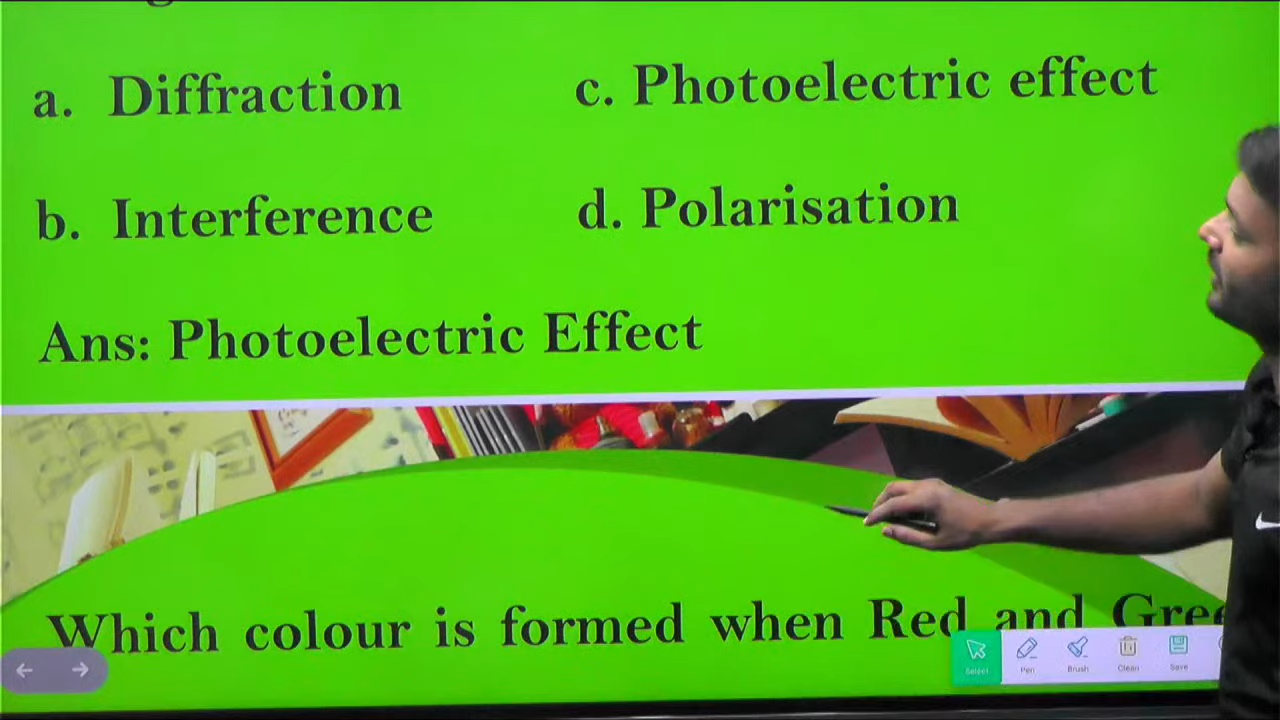 a. Diffraction
c. Photoelectric effect
b. Interference
d. Polarisation
Ans: Photoelectric Effect
Which colour is formed when Red and
Select
Pen
Brush
Clean
Save